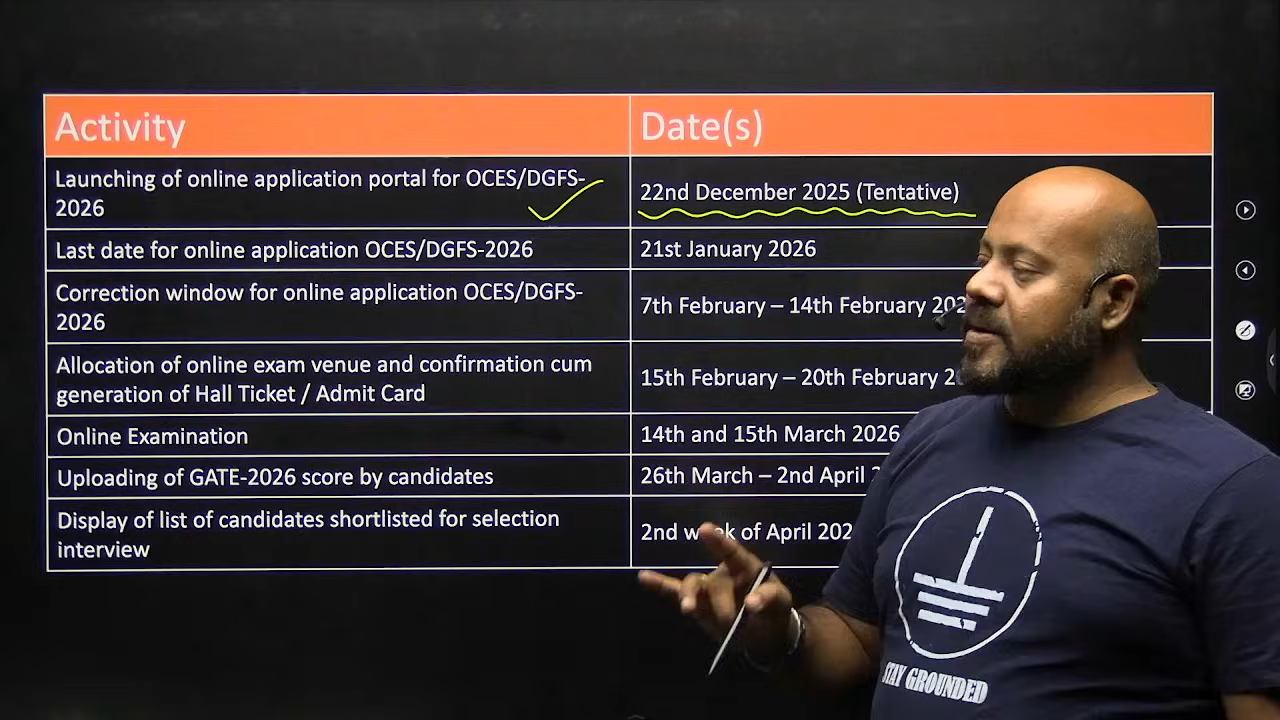 Activity
Date(s)
Launching of online application portal for OCES/DGFS-
2026
22nd December 2025 (Tentative)
Last date for online application OCES/DGFS-2026
21st January 2026
Correction window for online application OCES/DGFS-
2026
7th February – 14th February
Allocation of online exam venue and confirmation cum
generation of Hall Ticket / Admit Card
15th February – 20th February
Online Examination
14th and 15th March 2026
Uploading of GATE-2026 score by candidates
26th March – 2nd April
Display of list of candidates shortlisted for selection
interview
2nd week of April
STAY GROUNDED